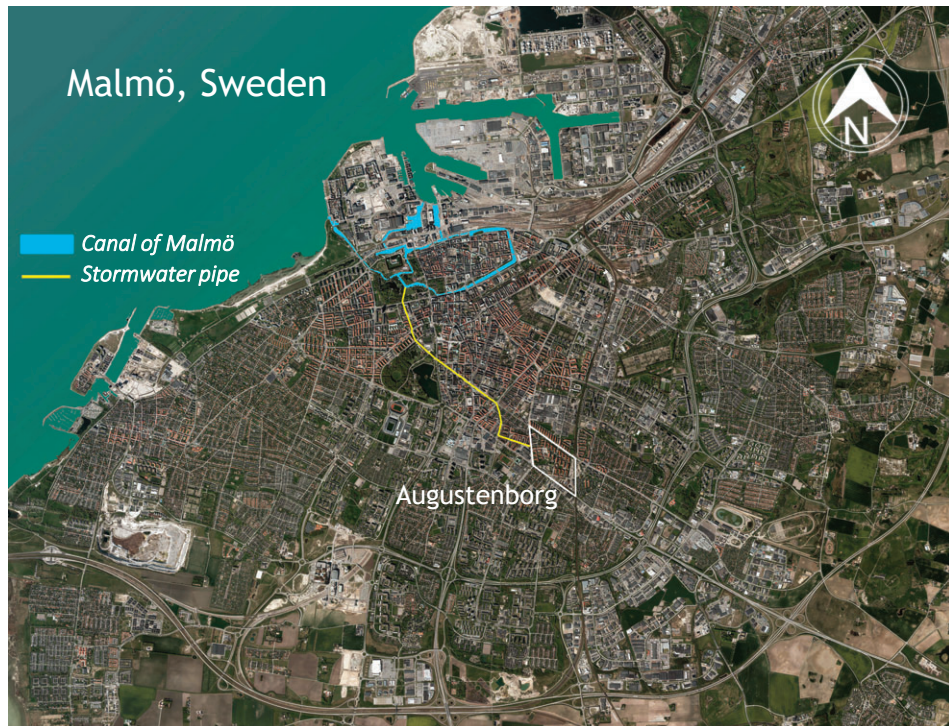 Malmö, Sweden
N
Canal of Malmö
Stormwater pipe
Augustenborg